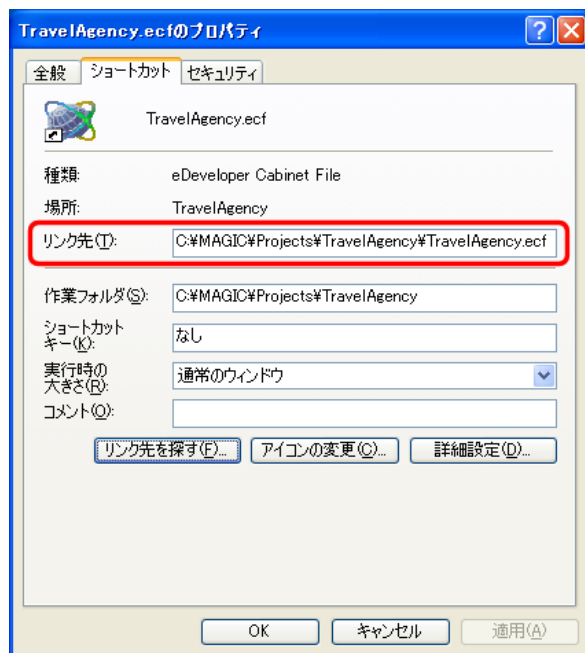 TravelAgency.ecfのプロパティ
全般 ショートカット セキュリティ
TravelAgency.ecf
種類: eDeveloper Cabinet File
場所: TravelAgency
リンク先(T): C:¥MAGIC¥Projects¥TravelAgency¥TravelAgency.ecf
作業フォルダ(S): C:¥MAGIC¥Projects¥TravelAgency
ショートカット
キー(K): なし
実行時の
大きさ(R): 通常のウィンドウ
コメント(O):
リンク先を探す(F)... アイコンの変更(C)... 詳細設定(D)...
OK キャンセル 適用(A)